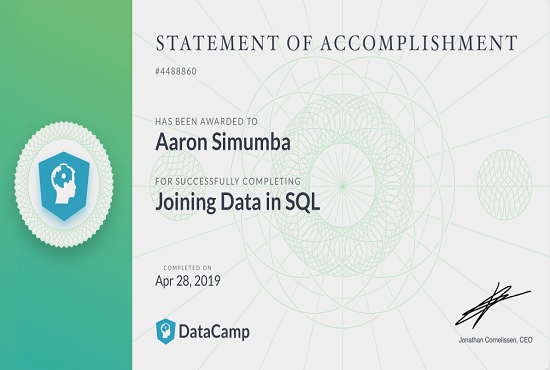 STATEMENT OF ACCOMPLISHMENT
#4488860
HAS BEEN AWARDED TO
Aaron Simumba
FOR SUCCESSFULLY COMPLETING
Joining Data in SQL
COMPLETED ON
Apr 28, 2019
DataCamp
Jonathan Cornelissen, CEO